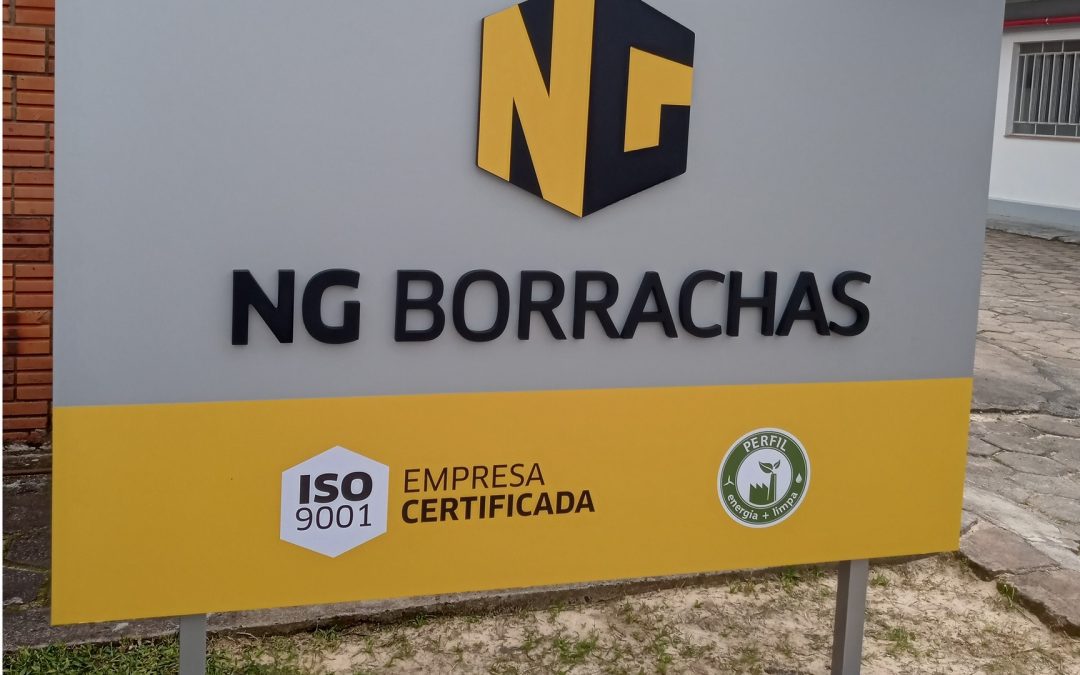 NG
NG BORRACHAS
ISO
9001
EMPRESA
CERTIFICADA
PERFIL
energia + limpa